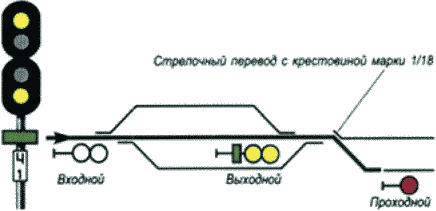 Стрелочный перевод с крестовиной марки 1/18
Ч
1
Входной
Выходной
Проходной